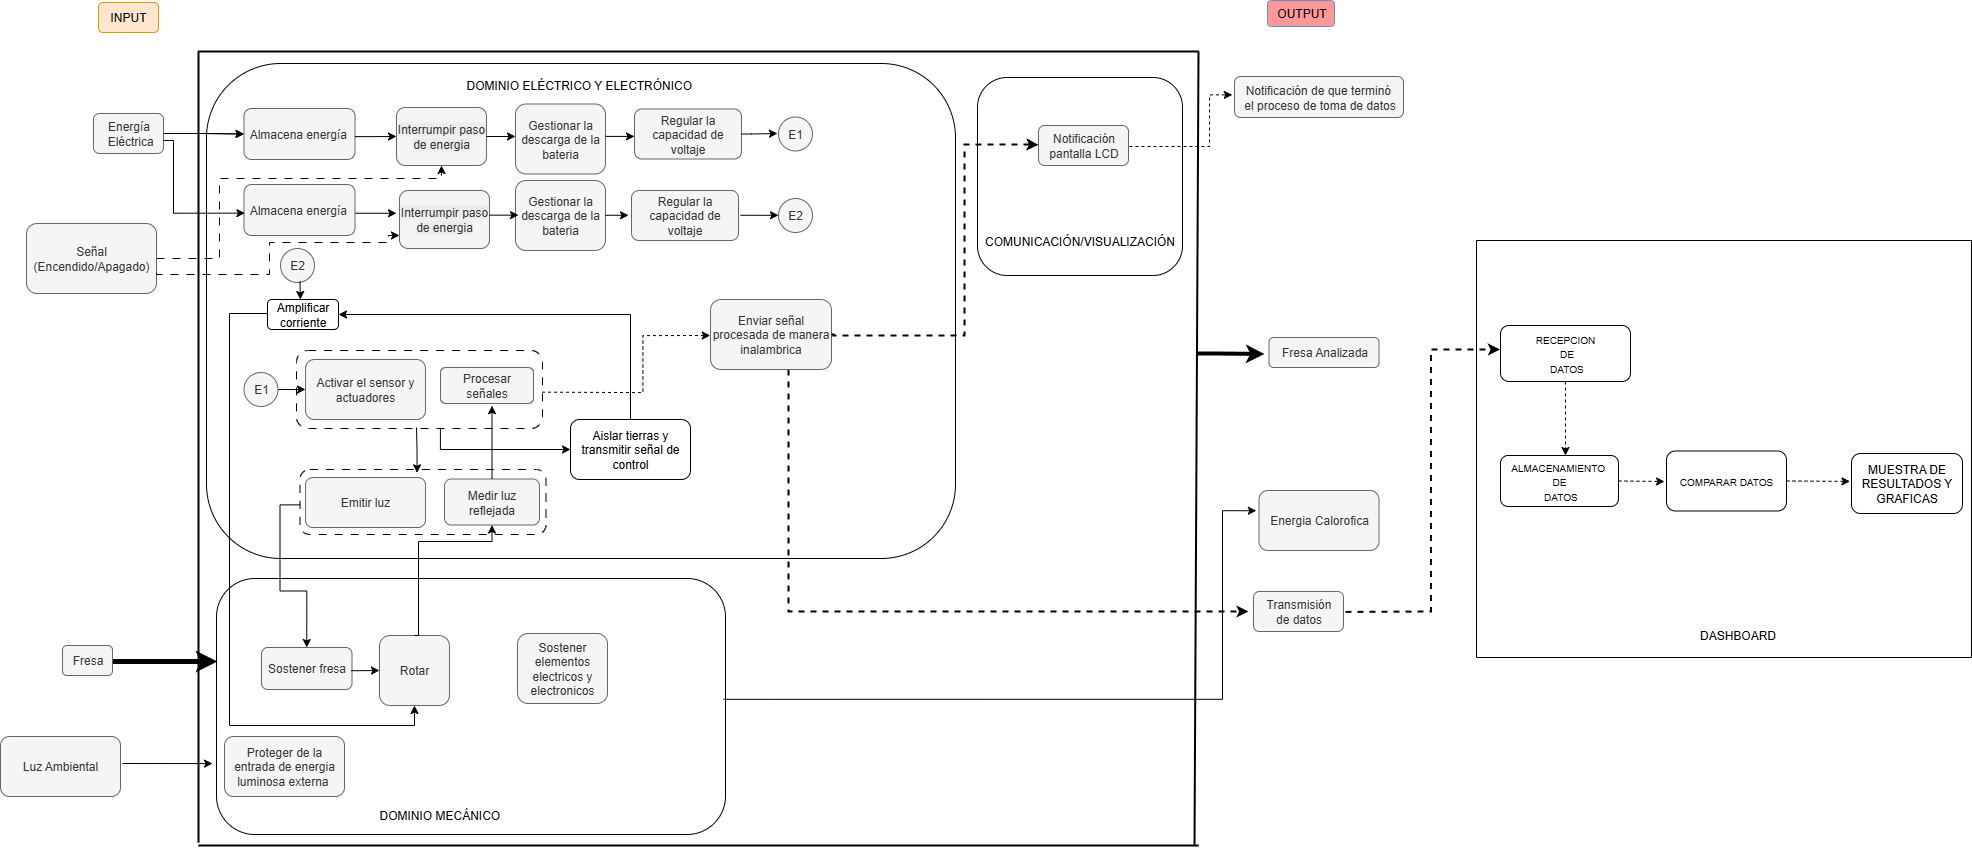 INPUT
OUTPUT
DOMINIO ELÉCTRICO Y ELECTRÓNICO
Energía
Eléctrica
Almacena energía
Interrumpir paso
de energia
Gestionar la
descarga de la
bateria
Regular la
capacidad de
voltaje
E1
Almacena energía
Interrumpir paso
de energia
Gestionar la
descarga de la
bateria
Regular la
capacidad de
voltaje
E2
Señal
(Encendido/Apagado)
E2
Amplificar
corriente
E1
Activar el sensor y
actuadores
Procesar
señales
Enviar señal
procesada de manera
inalambrica
Aislar tierras y
transmitir señal de
control
Emitir luz
Medir luz
reflejada
Notificación
pantalla LCD
COMUNICACIÓN/VISUALIZACIÓN
Notificación de que terminó
el proceso de toma de datos
Fresa Analizada
Energia Calorofica
Transmisión
de datos
Fresa
Sostener fresa
Rotar
Sostener
elementos
electricos y
electronicos
Luz Ambiental
Proteger de la
entrada de energia
luminosa externa
DOMINIO MECÁNICO
RECEPCION
DE
DATOS
ALMACENAMIENTO
DE
DATOS
COMPARAR DATOS
MUESTRA DE
RESULTADOS Y
GRAFICAS
DASHBOARD